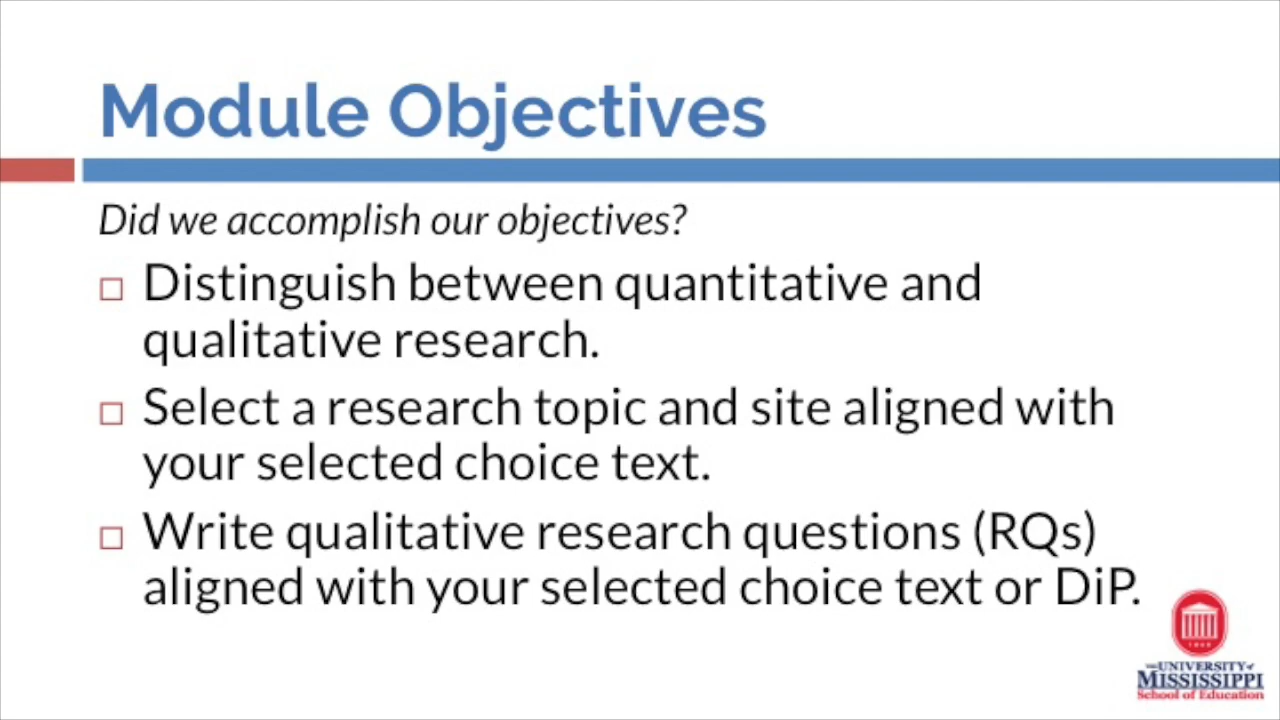 Module Objectives
Did we accomplish our objectives?
Distinguish between quantitative and
qualitative research.
Select a research topic and site aligned with
your selected choice text.
Write qualitative research questions (RQs)
aligned with your selected choice text or DiP.
THE UNIVERSITY of
MISSISSIPPI
School of Education